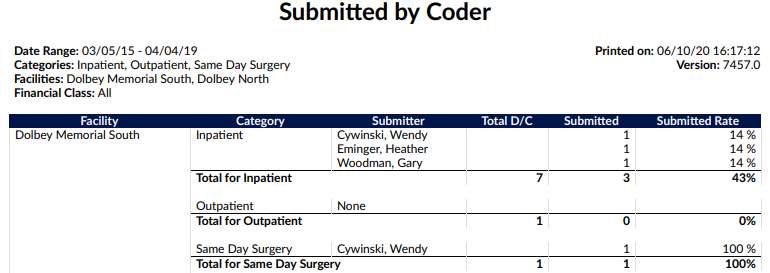 Submitted by Coder
Date Range: 03/05/15 - 04/04/19 Printed on: 06/10/20 16:17:12
Categories: Inpatient, Outpatient, Same Day Surgery Version: 7457.0
Facilities: Dolbey Memorial South, Dolbey North
Financial Class: All
Facility Category Submitter Total D/C Submitted Submitted Rate
Dolbey Memorial South Inpatient Cywinski, Wendy 1 14 %
Eminger, Heather 1 14 %
Woodman, Gary 1 14 %
Total for Inpatient 7 3 43%
Outpatient None
Total for Outpatient 1 0 0%
Same Day Surgery Cywinski, Wendy 1 100 %
Total for Same Day Surgery 1 1 100%